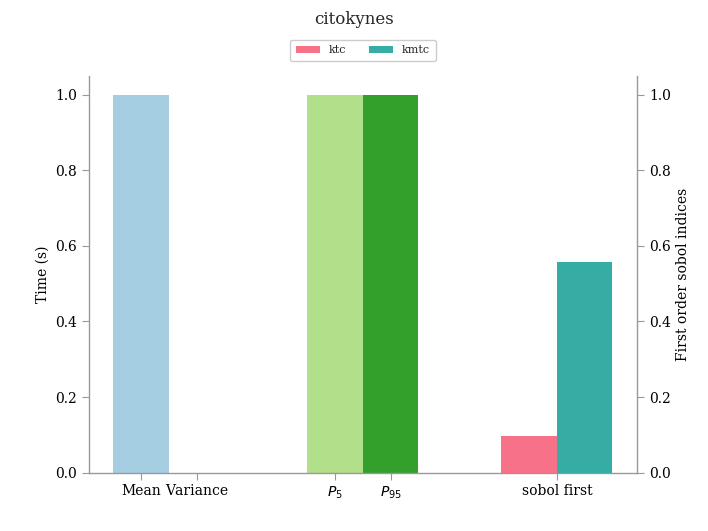 citokynes
ktc kmtc
1.0 1.0
0.8 0.8
0.6 0.6
0.4 0.4
0.2 0.2
0.0 0.0
Time (s)
First order sobol indices
Mean Variance P5 P95 sobol first